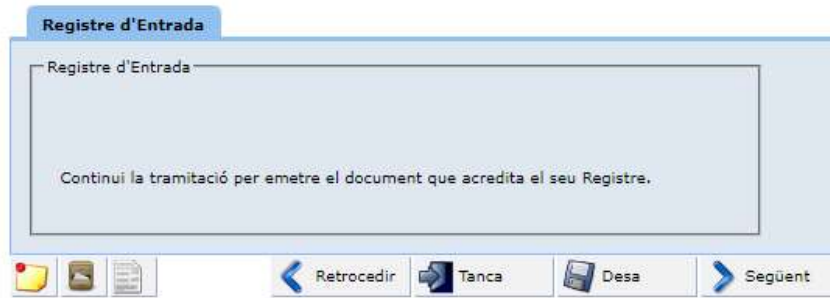 Registre d'Entrada
Registre d'Entrada
Continui la tramitació per emetre el document que acredita el seu Registre.
Retrocedir Tanca Desa Següent